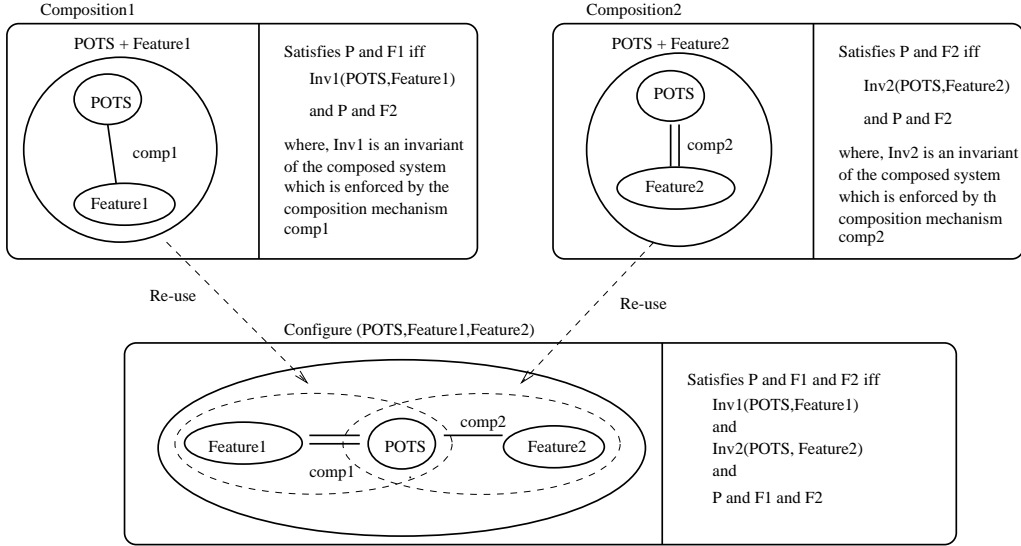 Composition1
POTS + Feature1
POTS
comp1
Feature1
Satisfies P and F1 iff
Inv1(POTS,Feature1)
and P and F2
where, Inv1 is an invariant
of the composed system
which is enforced by the
composition mechanism
comp1
Composition2
POTS + Feature2
POTS
comp2
Feature2
Satisfies P and F2 iff
Inv2(POTS,Feature2)
and P and F2
where, Inv2 is an invariant
of the composed system
which is enforced by th
composition mechanism
comp2
Re-use
Re-use
Configure (POTS,Feature1,Feature2)
Feature1
comp1
POTS
comp2
Feature2
Satisfies P and F1 and F2 iff
Inv1(POTS,Feature1)
and
Inv2(POTS, Feature2)
and
P and F1 and F2